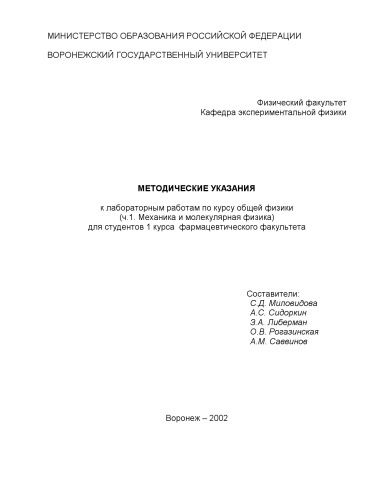 МИНИСТЕРСТВО ОБРАЗОВАНИЯ РОССИЙСКОЙ ФЕДЕРАЦИИ
ВОРОНЕЖСКИЙ ГОСУДАРСТВЕННЫЙ УНИВЕРСИТЕТ
Физический факультет
Кафедра экспериментальной физики
МЕТОДИЧЕСКИЕ УКАЗАНИЯ
к лабораторным работам по курсу общей физики
(ч.1. Механика и молекулярная физика)
для студентов 1 курса фармацевтического факультета
Составители:
С.Д. Миловидова
А.С. Сидоркин
З.А. Либерман
О.В. Рогазинская
А.М. Саввинов
Воронеж – 2002